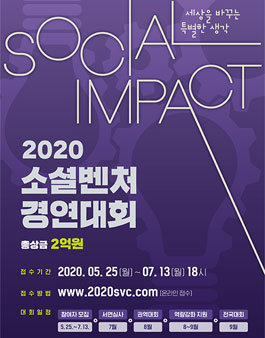 SOCIAL
IMPACT
세상을 바꾸는
특별한 생각
2020
소셜벤처
경연대회
총상금 2억원
접수기간 2020. 05. 25(월) ~ 07. 13(월) 18시
접수방법 www.2020svc.com (온라인 접수)
대회일정 참여자 모집 서면심사 권역대회 역량강화 지원 전국대회
5.25.~7.13. 7월 8월 8~9월 9월